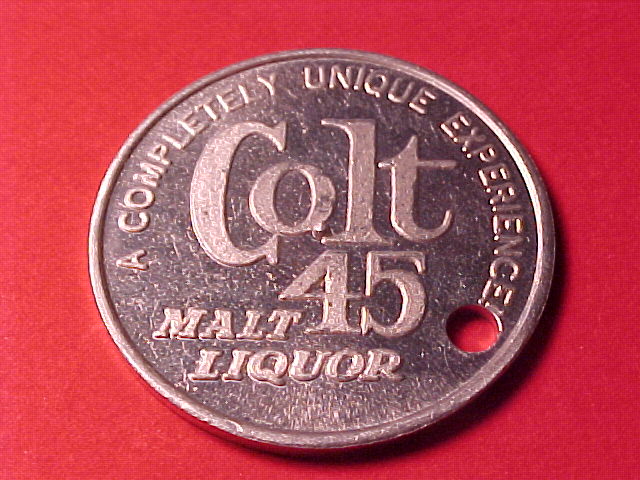 A COMPLETELY UNIQUE EXPERIENCE!
Colt
45
MALT
LIQUOR